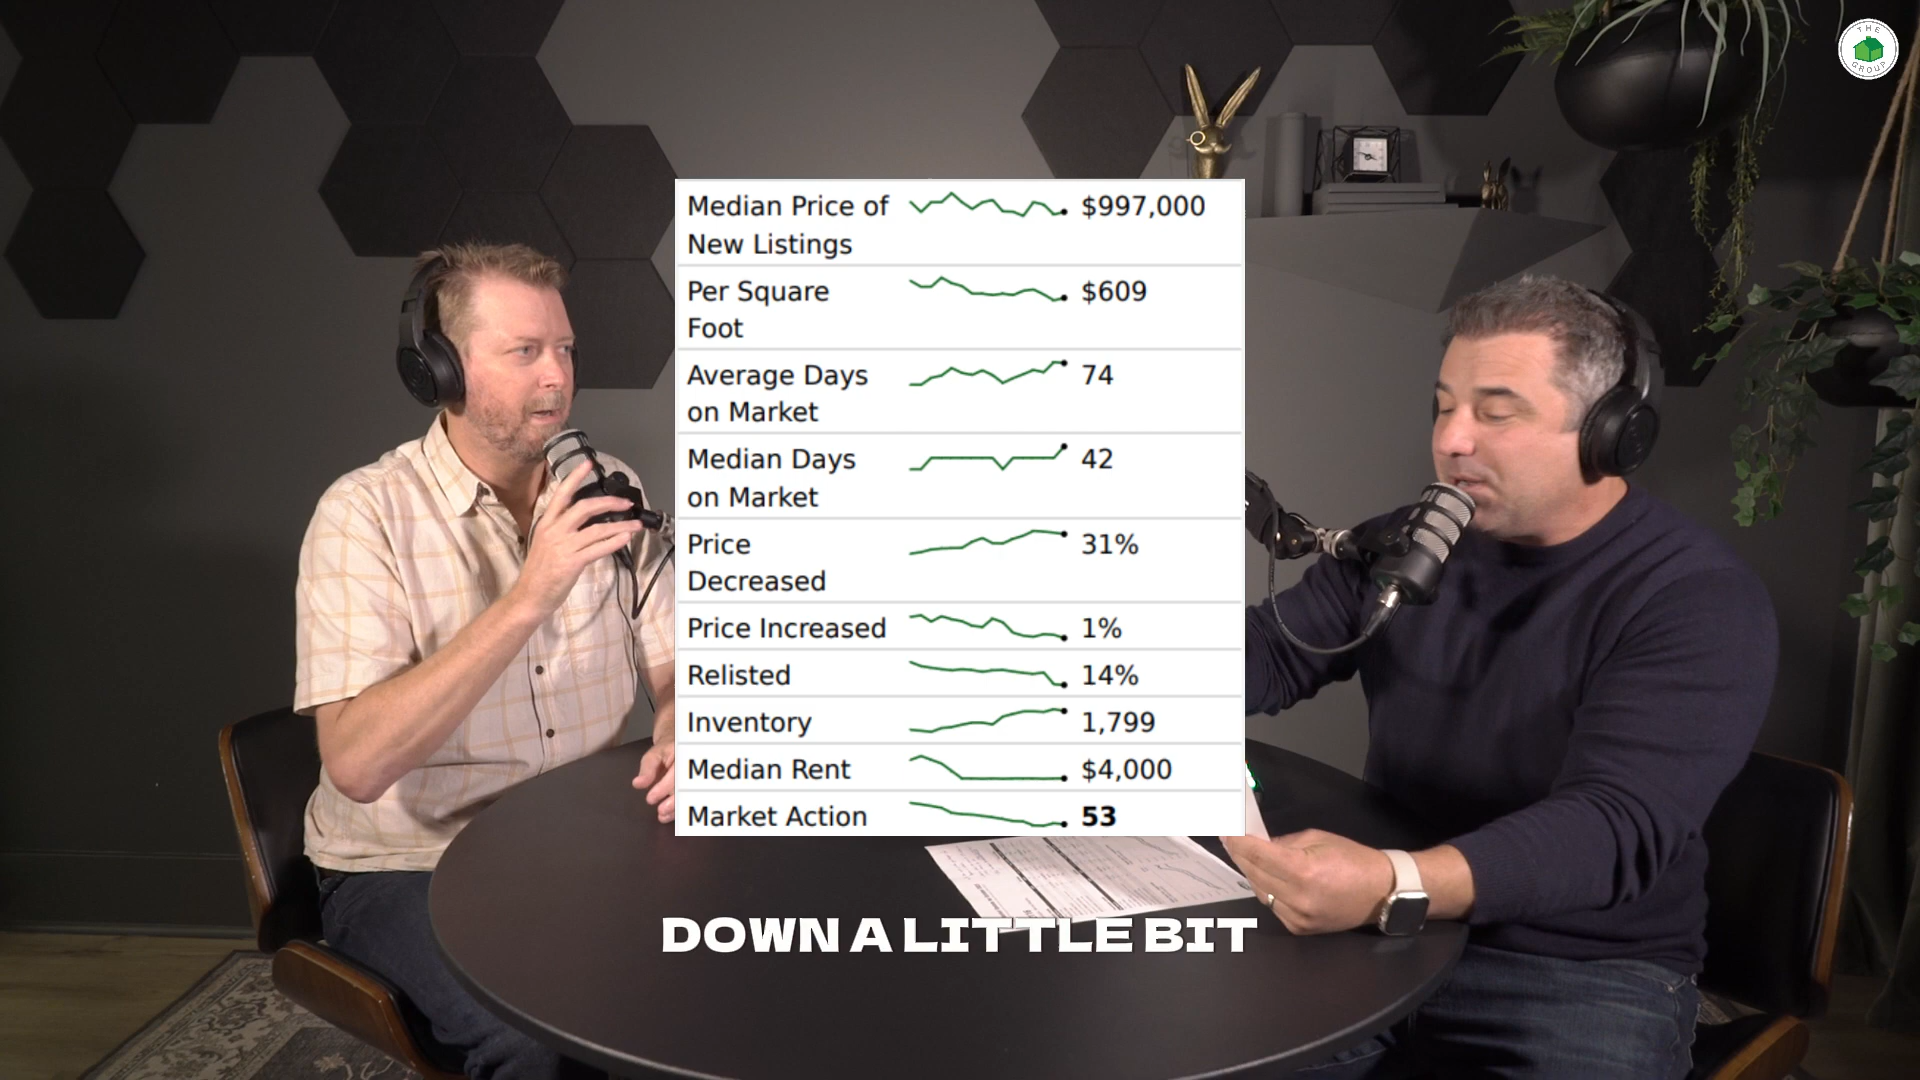 THE
GROUP
Median Price of $997,000
New Listings
Per Square $609
Foot
Average Days 74
on Market
Median Days 42
on Market
Price 31%
Decreased
Price Increased 1%
Relisted 14%
Inventory 1,799
Median Rent $4,000
Market Action 53
DOWN A LITTLE BIT